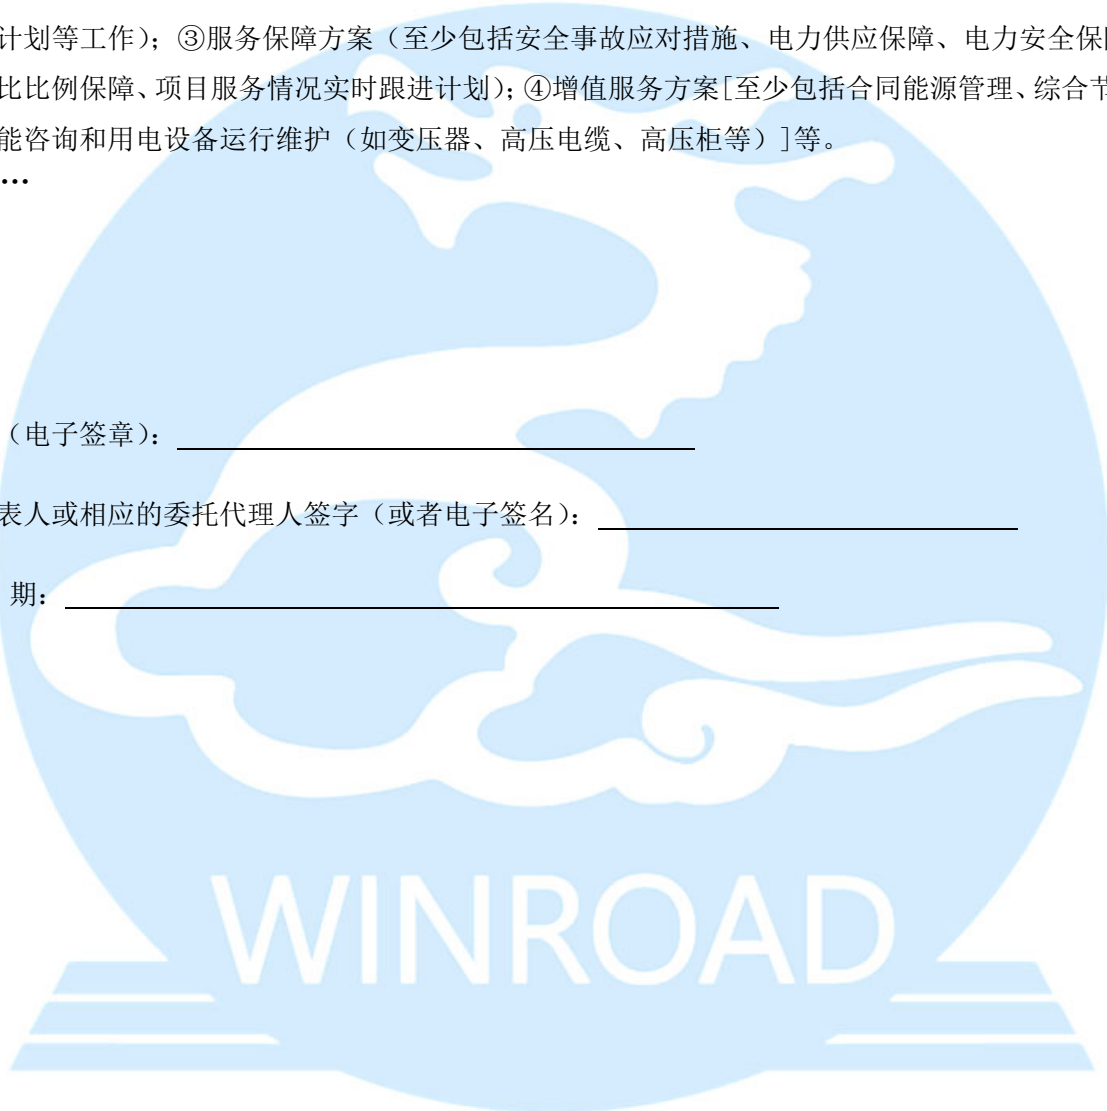 计划等工作)；③服务保障方案（至少包括安全事故应对措施、电力供应保障、电力安全保
比比例保障、项目服务情况实时跟进计划)；④增值服务方案[至少包括合同能源管理、综合节
能咨询和用电设备运行维护（如变压器、高压电缆、高压柜等）]等。
…
（电子签章）：
表人或相应的委托代理人签字（或者电子签名）：
期：
WINROAD